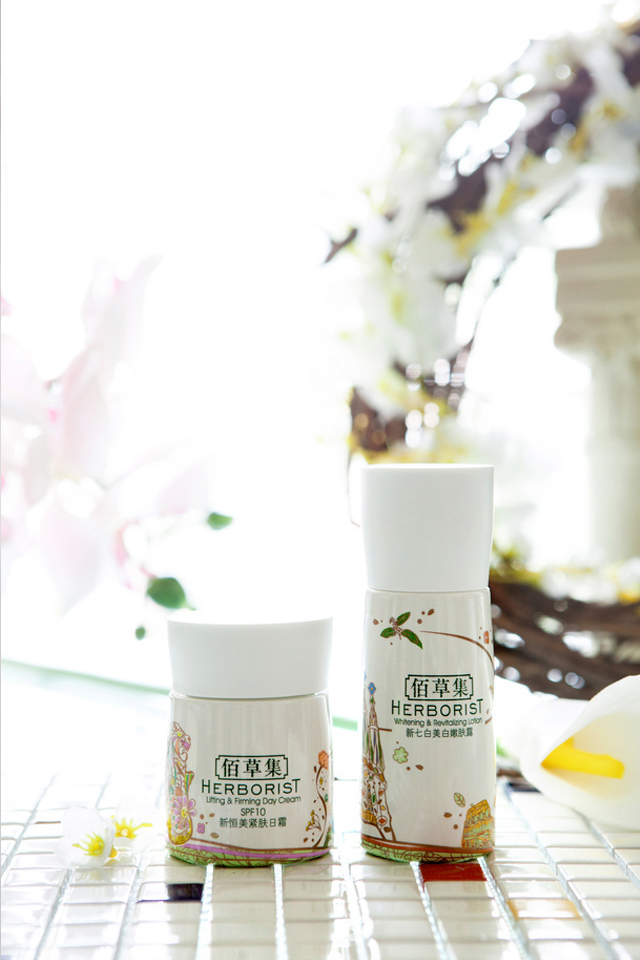 佰草集
HERBORIST
Lifting & Firming Day Cream
SPF10
新恒美紧肤日霜
佰草集
HERBORIST
Whitening & Revitalizing Lotion
新七白美白嫩肤露